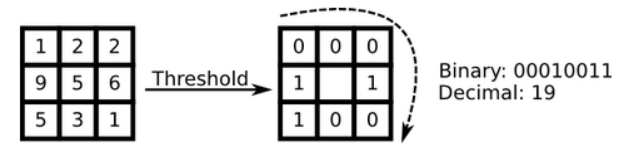 1 2 2
9 5 6
5 3 1
Threshold
0 0 0
1 1
1 0 0
Binary: 00010011
Decimal: 19